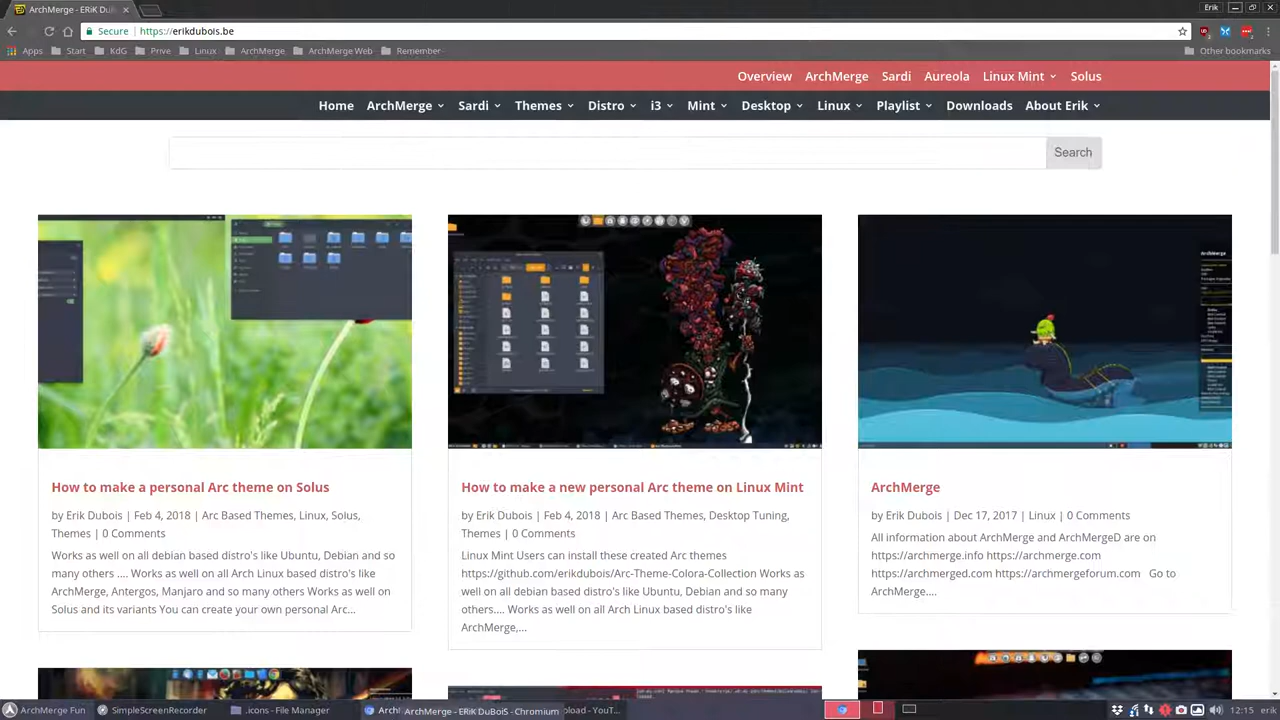 ArchMerge - ERiK DuBoiS
Erik
Secure
https://erikdubois.be
Apps
Start
KdG
Prive
Linux
ArchMerge
ArchMerge Web
Remember
Other bookmarks
Overview
ArchMerge
Sardi
Aureola
Linux Mint
Solus
Home
ArchMerge
Sardi
Themes
Distro
i3
Mint
Desktop
Linux
Playlist
Downloads
About Erik
Search
How to make a personal Arc theme on Solus
by Erik Dubois | Feb 4, 2018 | Arc Based Themes, Linux, Solus,
Themes | 0 Comments
Works as well on all debian based distro's like Ubuntu, Debian and so
many others .... Works as well on all Arch Linux based distro's like
ArchMerge, Antergos, Manjaro and so many others Works as well on
Solus and its variants You can create your own personal Arc...
How to make a new personal Arc theme on Linux Mint
by Erik Dubois | Feb 4, 2018 | Arc Based Themes, Desktop Tuning,
Themes | 0 Comments
Linux Mint Users can install these created Arc themes
https://github.com/erikdubois/Arc-Theme-Colora-Collection Works as
well on all debian based distro's like Ubuntu, Debian and so many
others.... Works as well on all Arch Linux based distro's like
ArchMerge,...
ArchMerge
ArchMerge
by Erik Dubois | Dec 17, 2017 | Linux | 0 Comments
All information about ArchMerge and ArchMergeD are on
https://archmerge.info https://archmerge.com
https://archmerged.com https://archmergeforum.com Go to
ArchMerge....
ArchMerge Fun
SimpleScreenRecorder
.icons - File Manager
ArchMerge - ERiK DuBoiS - Chromium
pload - YouT...
12:15
erik